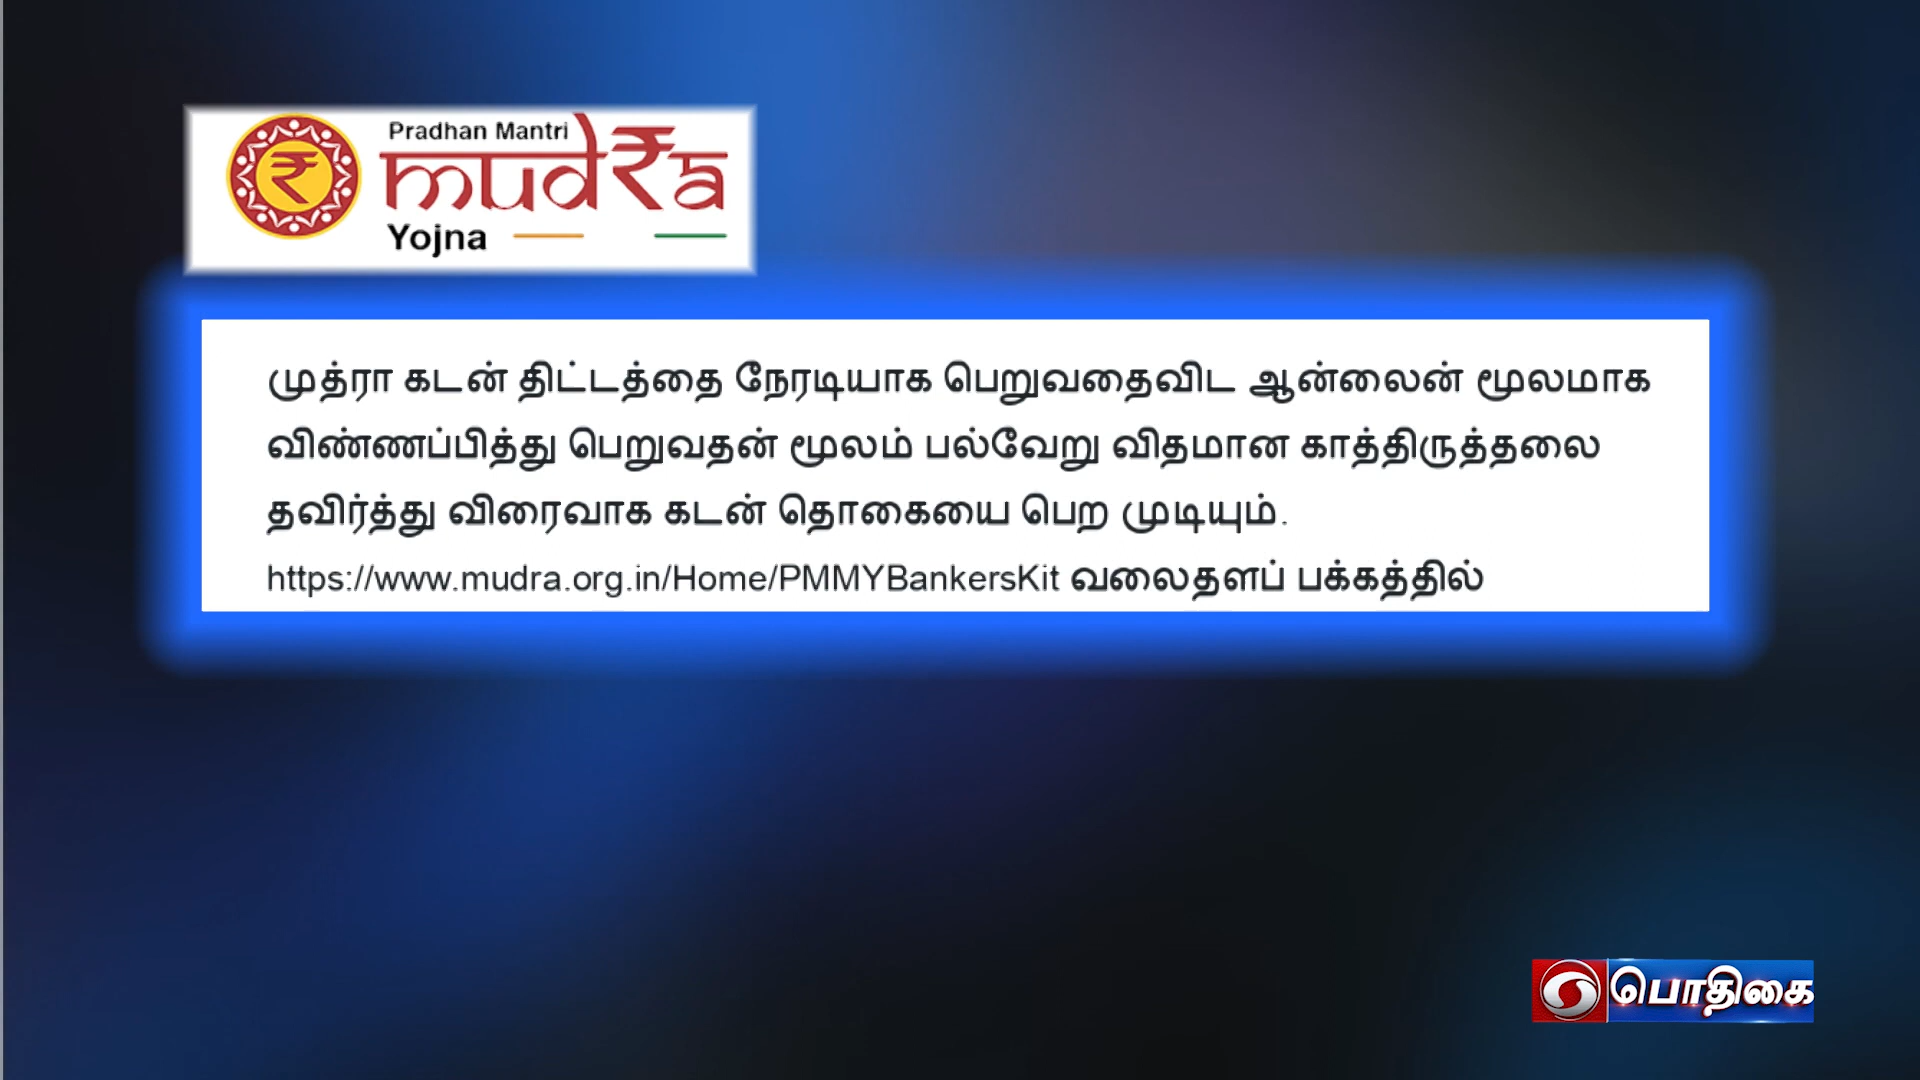 Pradhan Mantri
mud₹a
Yojna
முத்ரா கடன் திட்டத்தை நேரடியாக பெறுவதைவிட ஆன்லைன் மூலமாக
விண்ணப்பித்து பெறுவதன் மூலம் பல்வேறு விதமான காத்திருத்தலை
தவிர்த்து விரைவாக கடன் தொகையை பெற முடியும்.
https://www.mudra.org.in/Home/PMMYBankersKit வலைதளப் பக்கத்தில்
பொதிகை